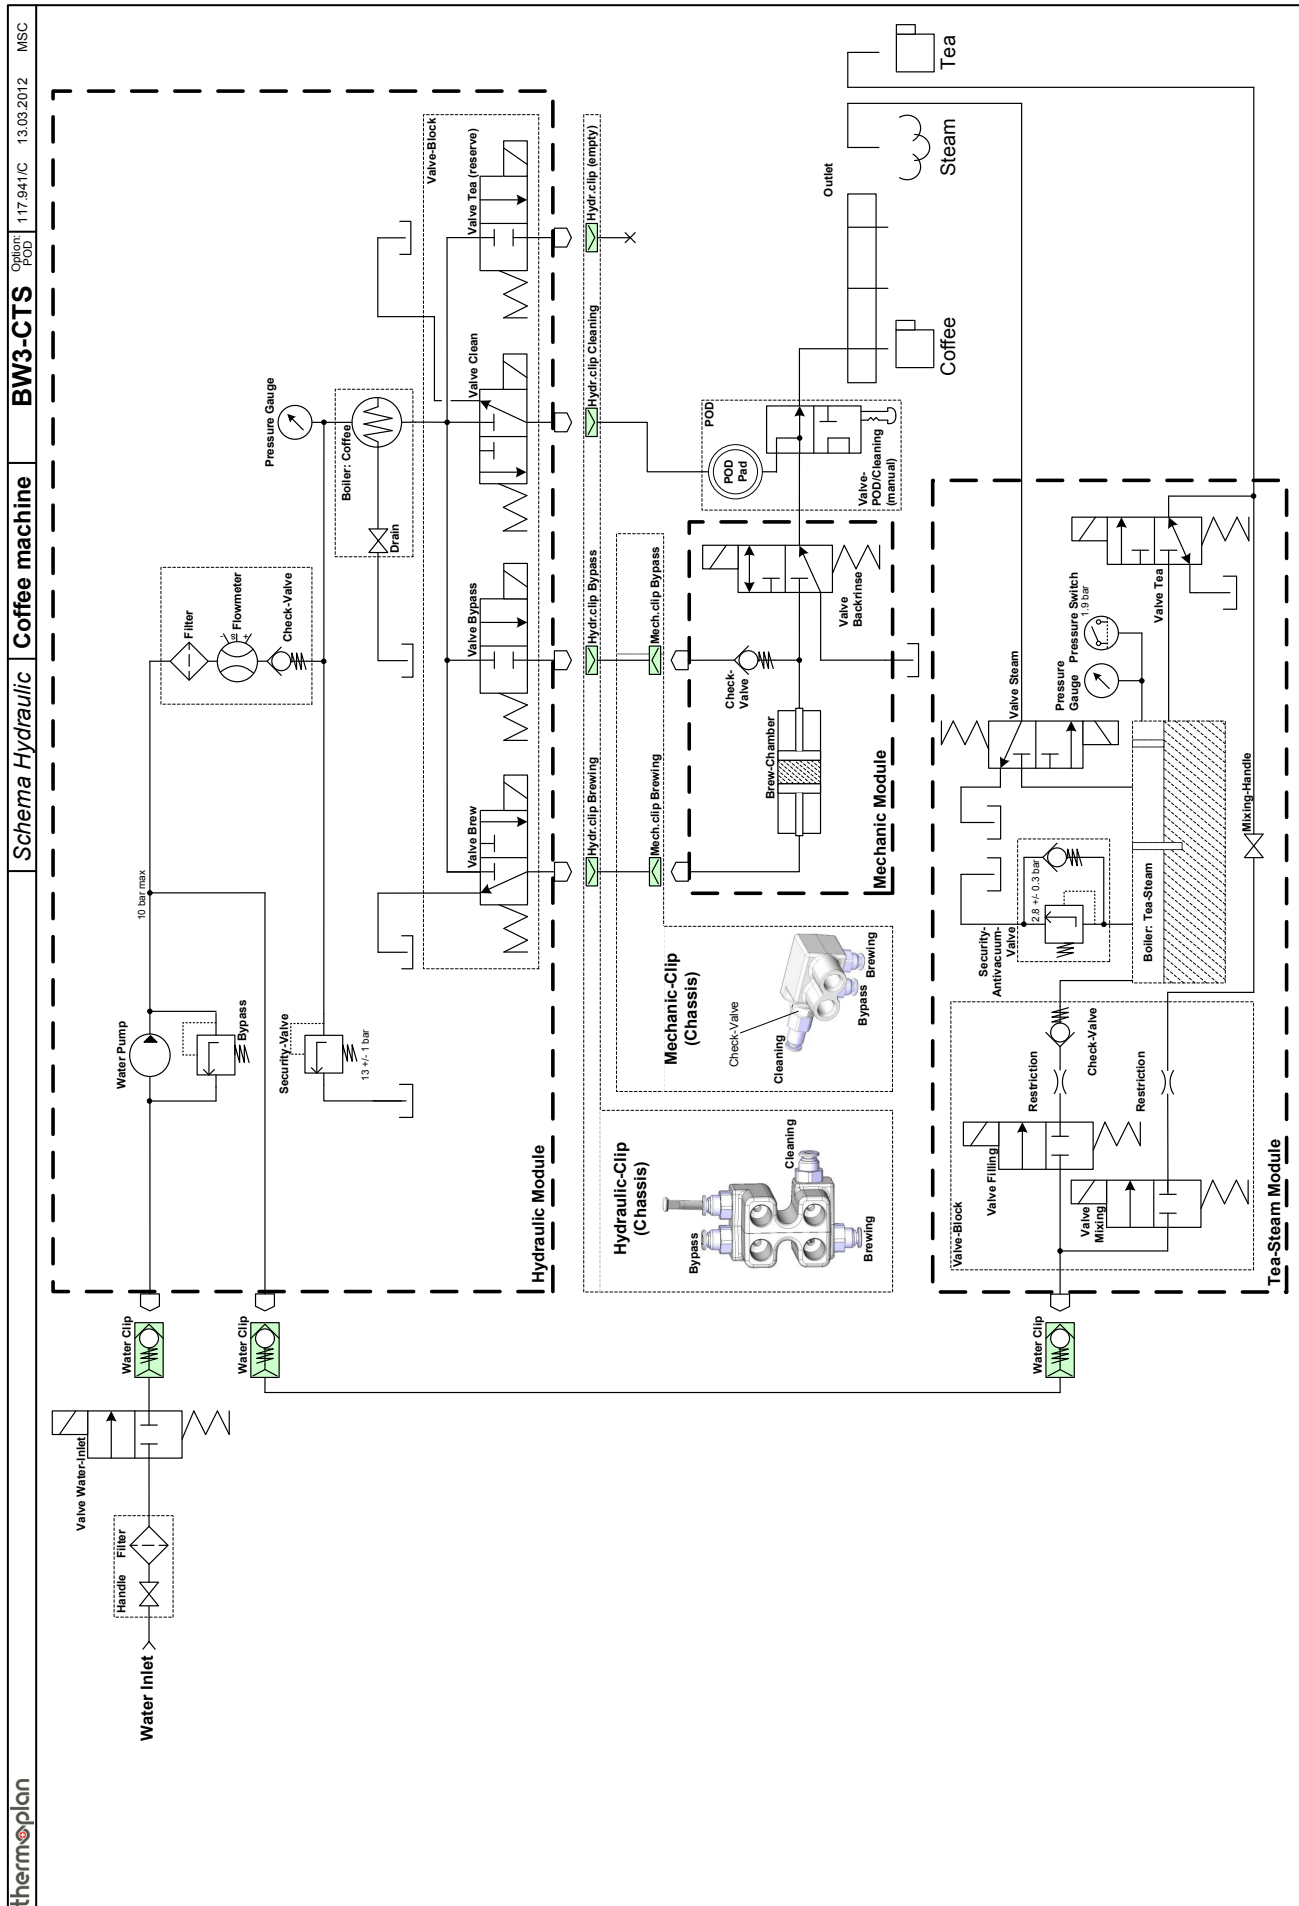 thermoplan
Schema Hydraulic
Coffee machine
BW3-CTS
Option:
POD
117.941/C
13.03.2012
MSC
Water Inlet
Handle
Filter
Valve Water-Inlet
Water Clip
Water Clip
Water Clip
Hydraulic Module
Water Pump
Bypass
10 bar max
Security-Valve
13 +/- 1 bar
Filter
Flowmeter
Check-Valve
Pressure Gauge
Boiler: Coffee
Drain
Valve-Block
Valve Brew
Valve Bypass
Valve Clean
Valve Tea (reserve)
Hydr.clip Brewing
Hydr.clip Bypass
Hydr.clip Cleaning
Hydr.clip (empty)
Hydraulic-Clip
(Chassis)
Bypass
Cleaning
Brewing
Mechanic-Clip
(Chassis)
Check-Valve
Cleaning
Bypass
Brewing
Mech.clip Brewing
Mech.clip Bypass
Mechanic Module
Brew-Chamber
Check-
Valve
Valve
Backrinse
POD
POD
Pad
Valve-
POD/Cleaning
(manual)
Outlet
Coffee
Steam
Tea
Tea-Steam Module
Valve-Block
Valve Filling
Valve
Mixing
Restriction
Restriction
Check-Valve
Security-
Antivacuum-
Valve
2.8 +/- 0.3 bar
Boiler: Tea-Steam
Valve Steam
Pressure
Gauge
Pressure Switch
1.9 bar
Valve Tea
Mixing-Handle